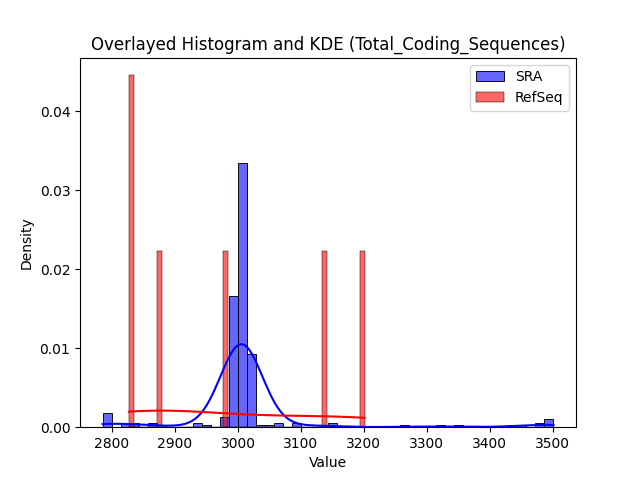 Overlayed Histogram and KDE (Total_Coding_Sequences)
SRA
RefSeq
0.04
0.03
0.02
0.01
0.00
Density
2800 2900 3000 3100 3200 3300 3400 3500
Value